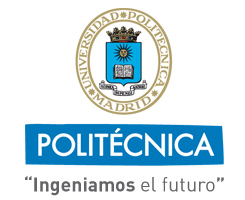 UNIVERSIDAD POLITÉCNICA
MADRID
POLITÉCNICA
“Ingeniamos el futuro”